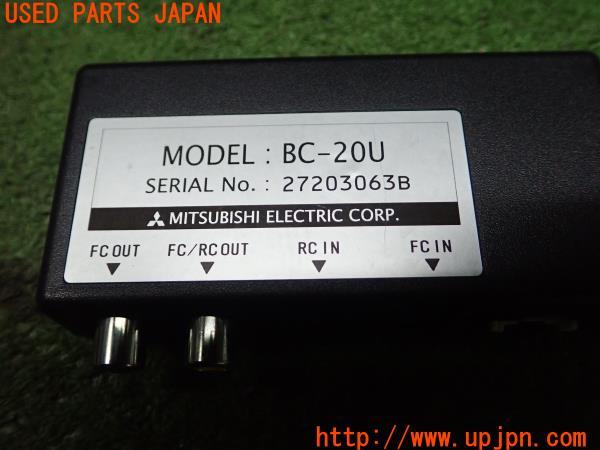 USED PARTS JAPAN
MODEL : BC-20U
SERIAL No. : 27203063B
MITSUBISHI ELECTRIC CORP.
FC OUT FC/RC OUT RC IN FC IN
http://www.upjpn.com